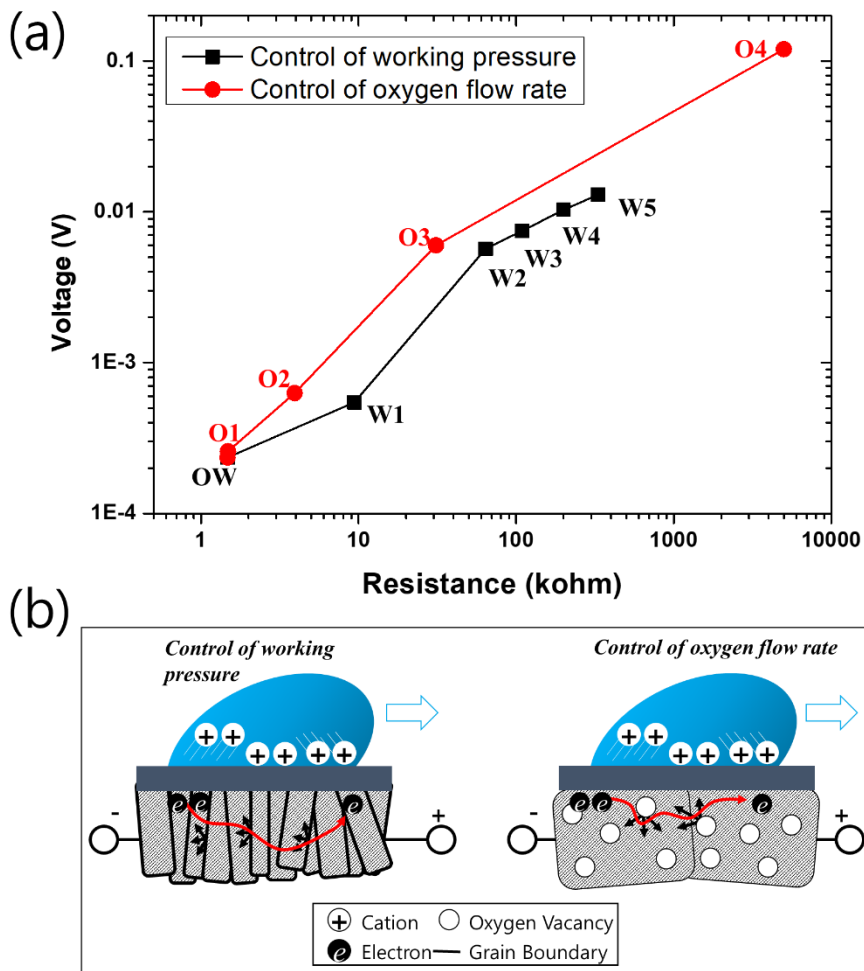 (a)
Control of working pressure
Control of oxygen flow rate
0.1
0.01
1E-3
1E-4
Voltage (V)
O4
O3
W5
W4
W3
W2
O2
W1
O1
OW
1
10
100
1000
10000
Resistance (kohm)
(b)
Control of working
pressure
Control of oxygen flow rate
+ + + + + +
+ + + + + +
e e e
e e e
- +
- +
+ Cation
Oxygen Vacancy
e Electron
Grain Boundary